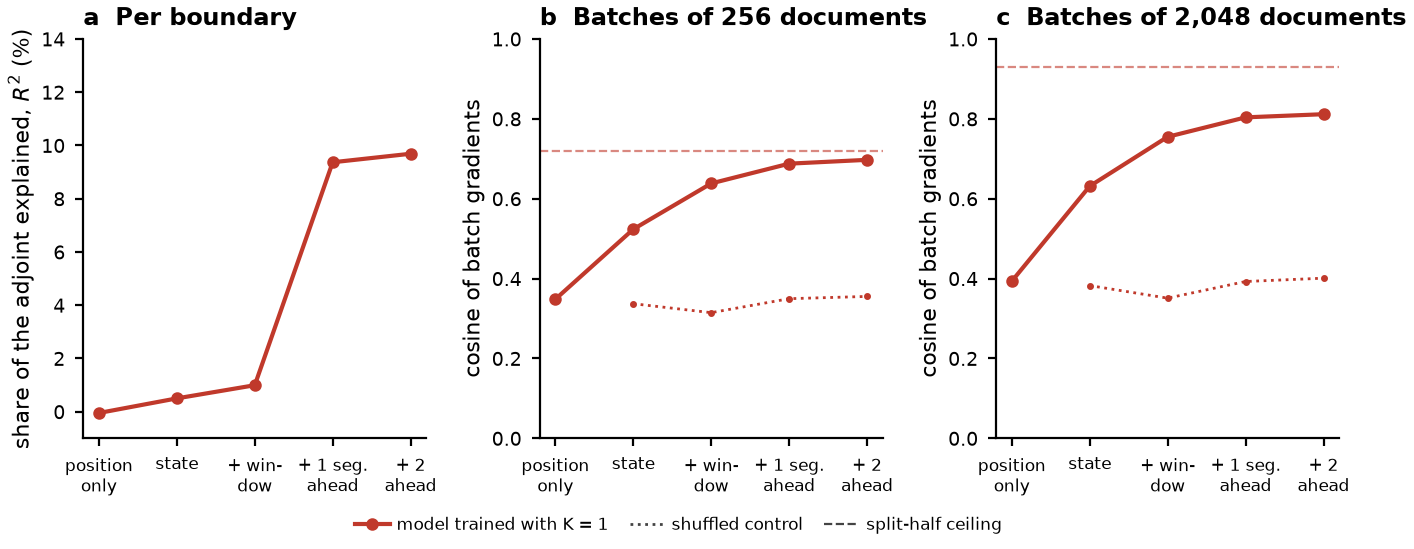 a Per boundary
share of the adjoint explained, R² (%)
14
12
10
8
6
4
2
0
position only
state
+ win-
dow
+ 1 seg.
ahead
+ 2
ahead
b Batches of 256 documents
cosine of batch gradients
1.0
0.8
0.6
0.4
0.2
0.0
position
only
state
+ win-
dow
+ 1 seg.
ahead
+ 2
ahead
c Batches of 2,048 documents
cosine of batch gradients
1.0
0.8
0.6
0.4
0.2
0.0
position
only
state
+ win-
dow
+ 1 seg.
ahead
+ 2
ahead
model trained with K = 1
shuffled control
split-half ceiling